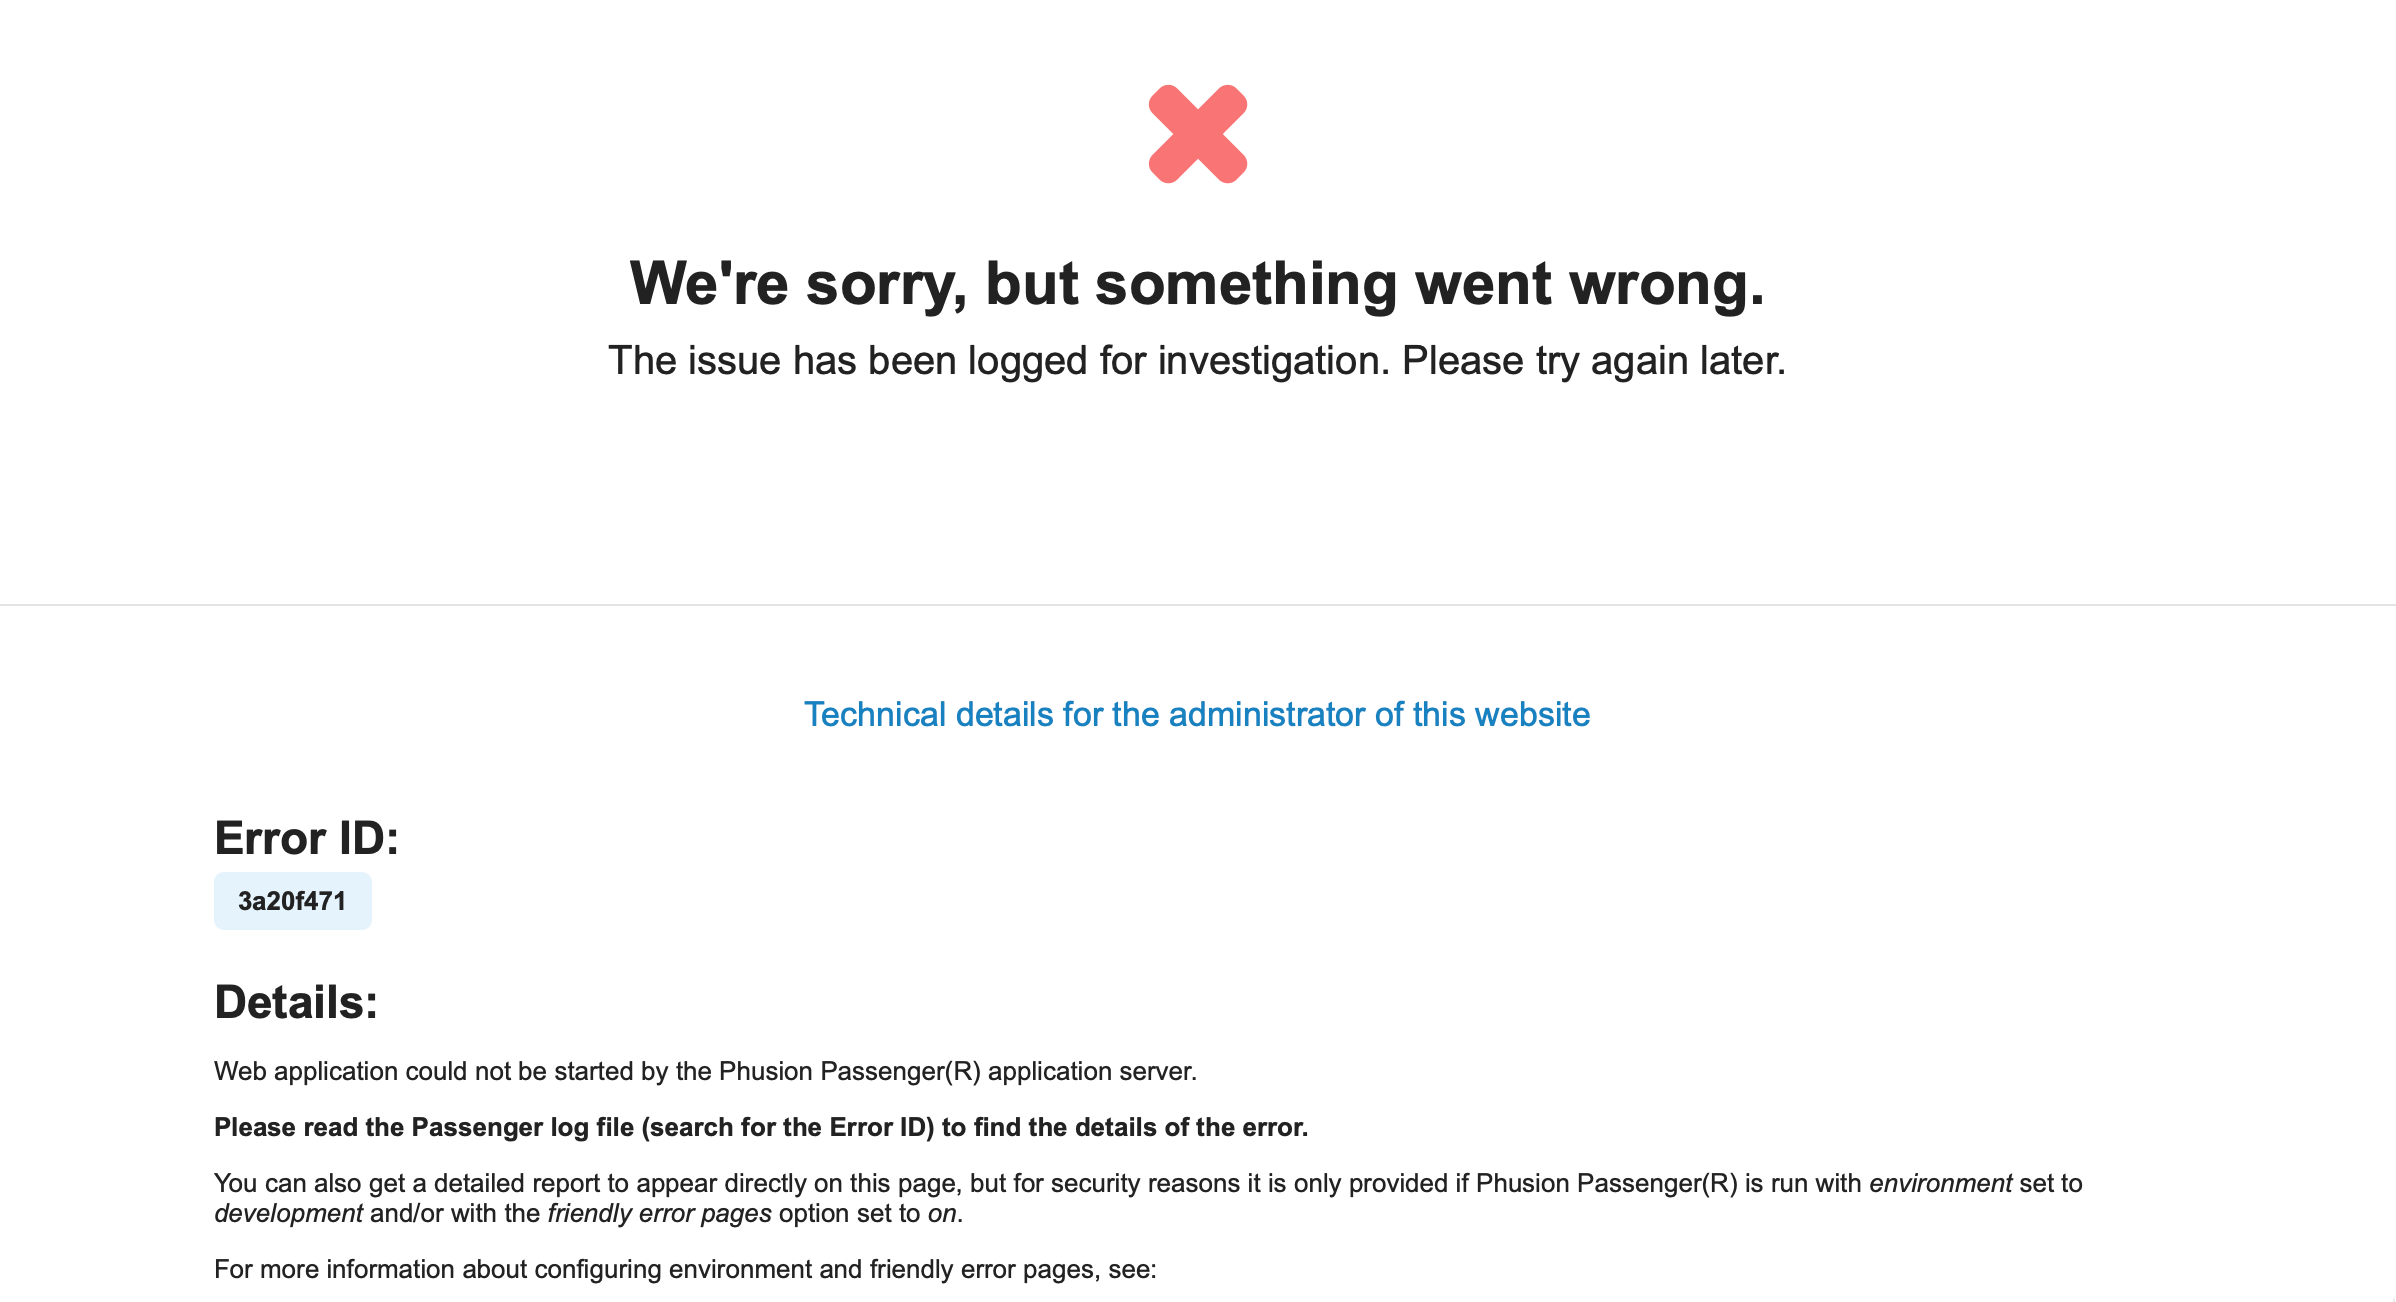 We're sorry, but something went wrong.
The issue has been logged for investigation. Please try again later.
Technical details for the administrator of this website
Error ID:
3a20f471
Details:
Web application could not be started by the Phusion Passenger(R) application server.
Please read the Passenger log file (search for the Error ID) to find the details of the error.
You can also get a detailed report to appear directly on this page, but for security reasons it is only provided if Phusion Passenger(R) is run with environment set to
development and/or with the friendly error pages option set to on.
For more information about configuring environment and friendly error pages, see: